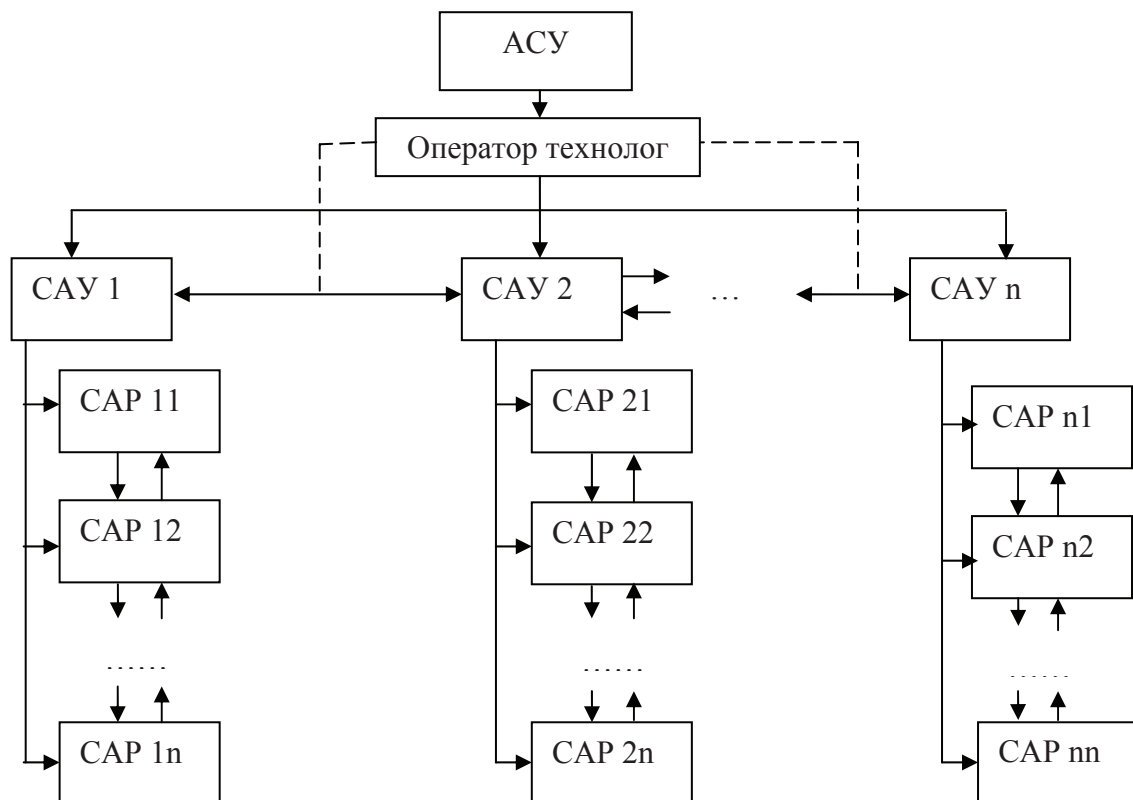 АСУ
Оператор технолог
САУ 1
САУ 2
...
САУ n
САР 11
САР 21
САР n1
САР 12
САР 22
САР n2
......
......
......
САР 1n
САР 2n
САР nn